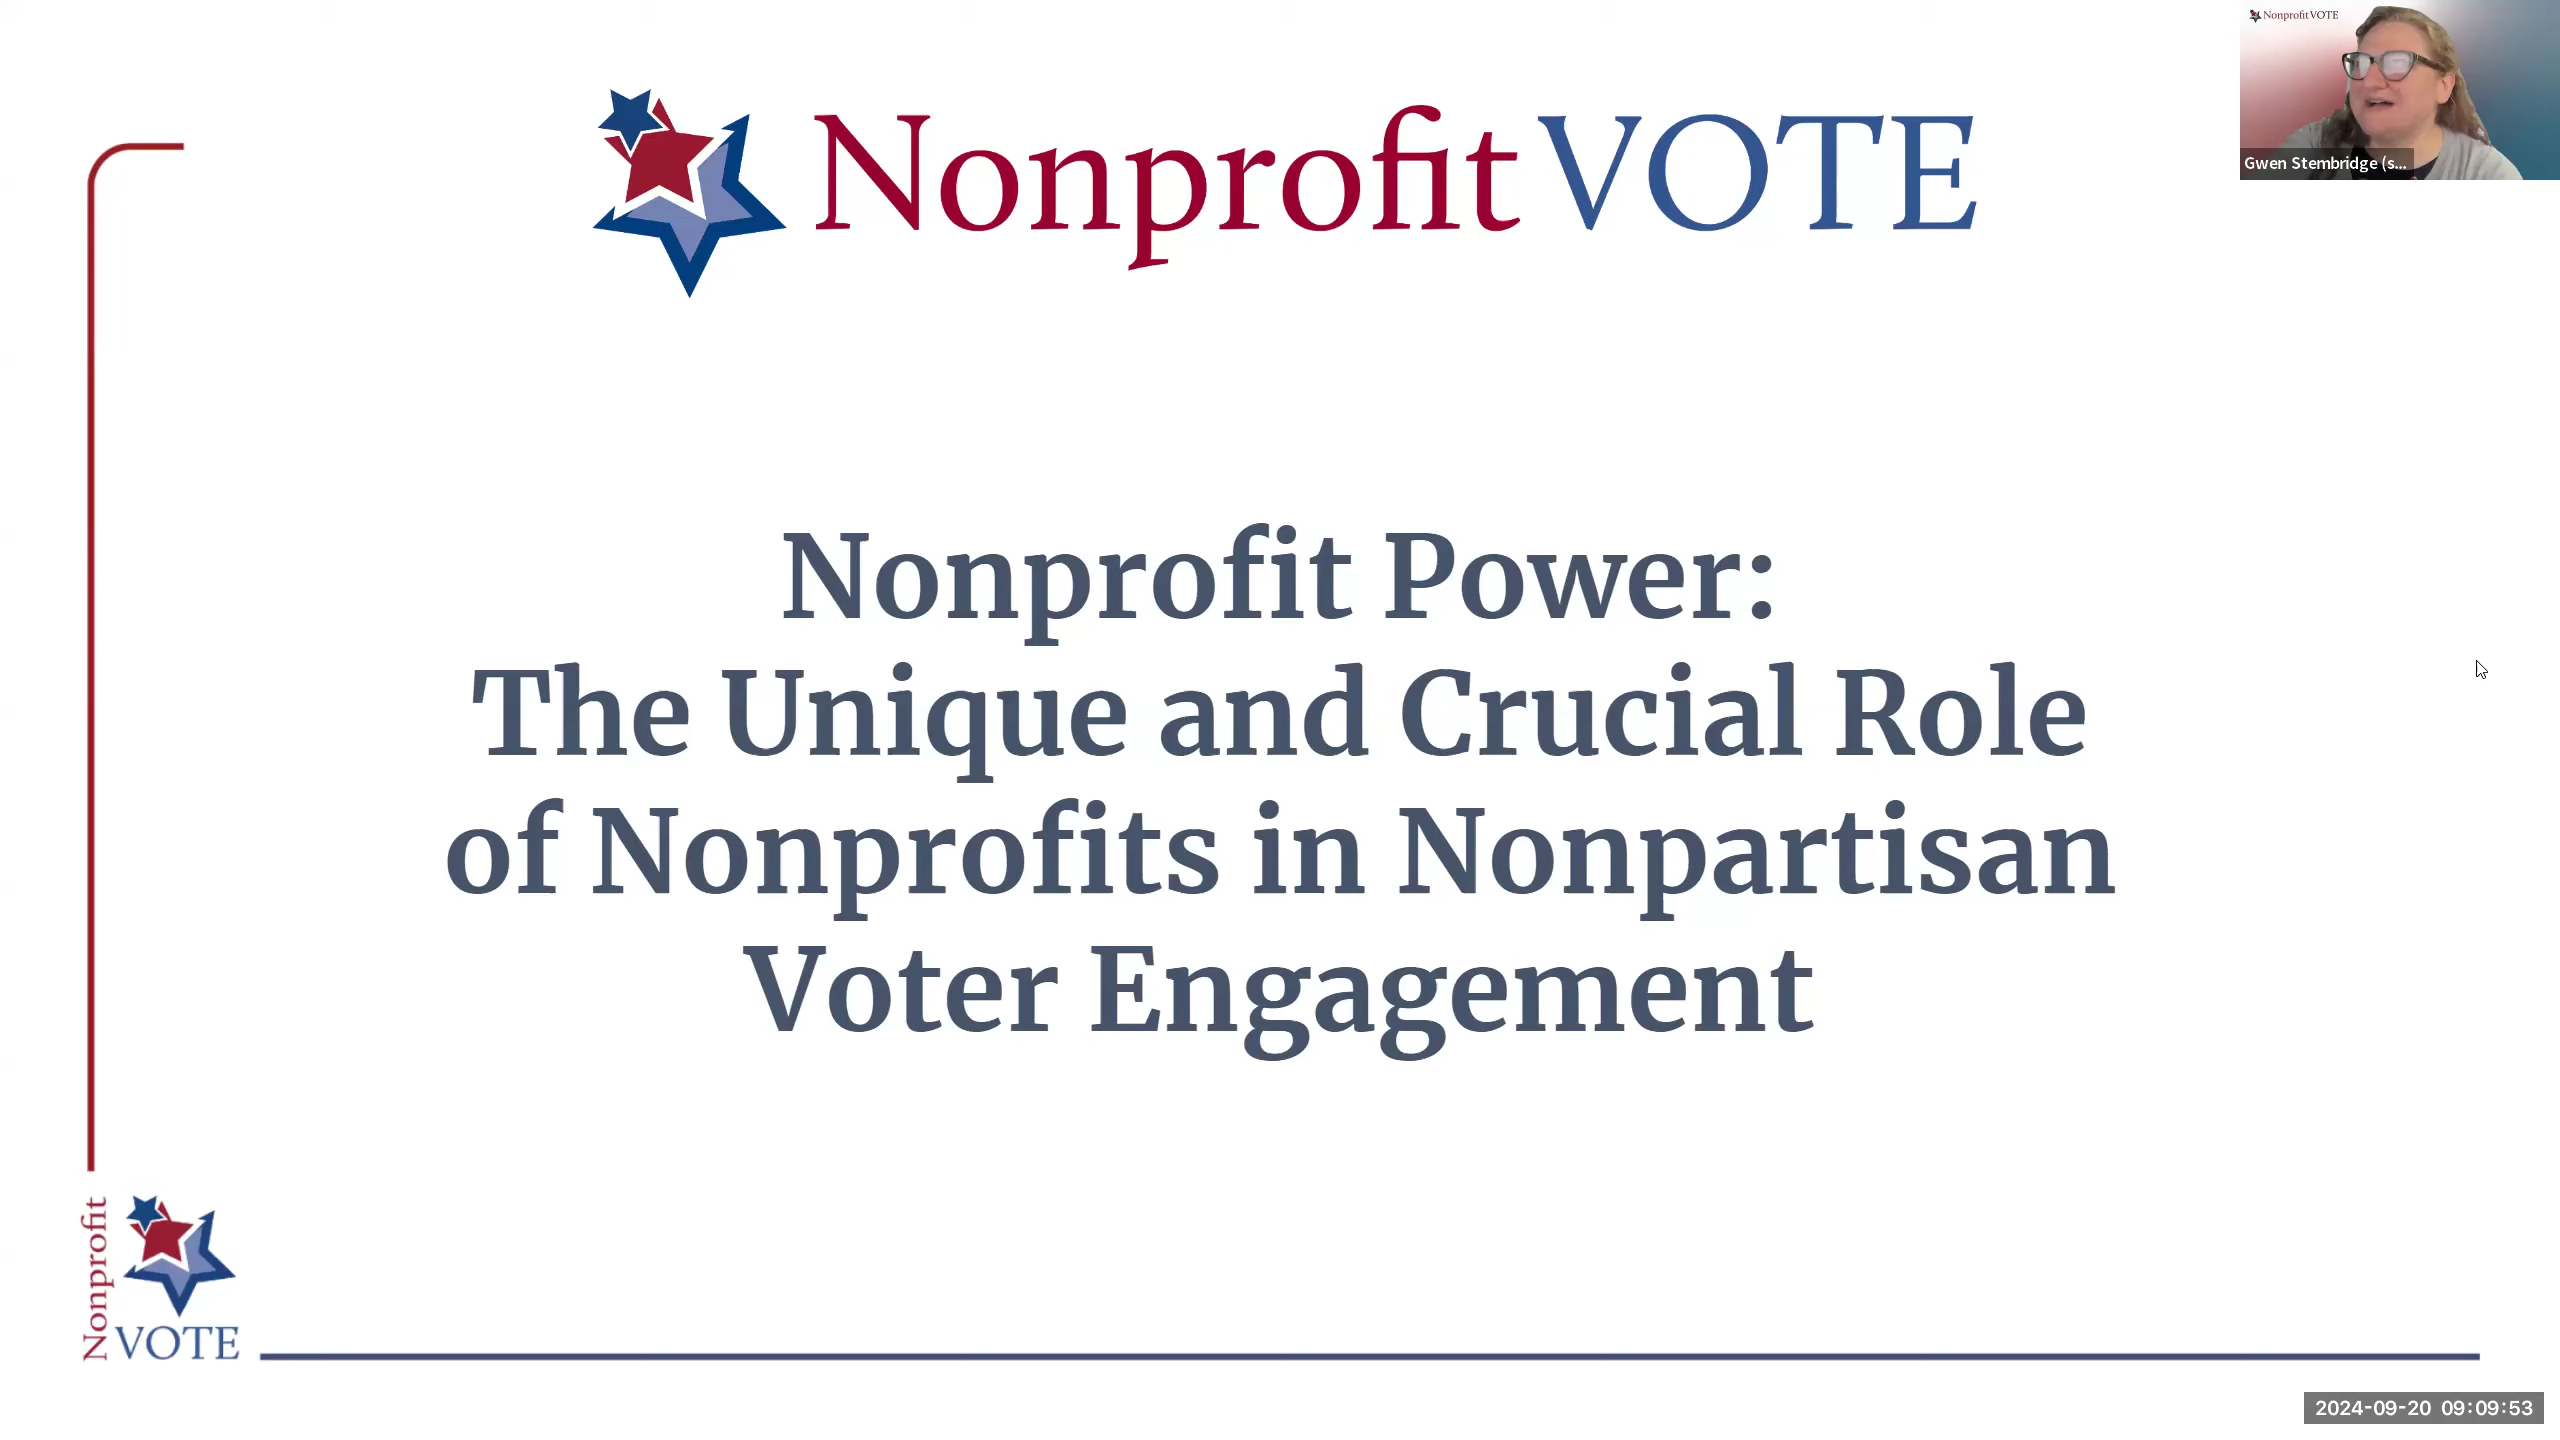 Nonprofit VOTE
Nonprofit VOTE
Gwen Stembridge (s...
Nonprofit Power:
The Unique and Crucial Role
of Nonprofits in Nonpartisan
Voter Engagement
Nonprofit
VOTE
2024-09-20 09:09:53